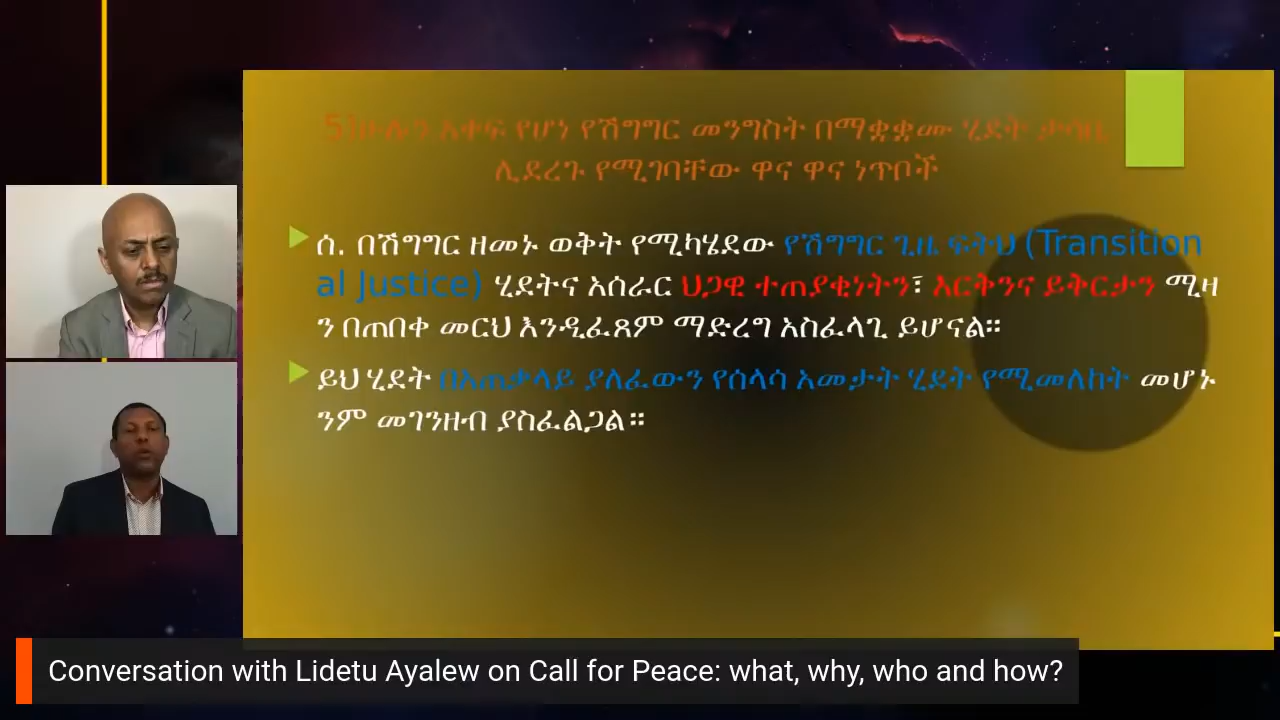 5)ሁሉን አቀፍ የሆነ የሽግግር መንግስት በማቋቋሙ ሂደት ታሳቢ
ሊደረጉ የሚገባቸው ዋና ዋና ነጥቦች
ሰ. በሽግግር ዘመኑ ወቅት የሚካሄደው የሽግግር ጊዜ ፍትህ (Transition
al Justice) ሂደትና አሰራር ህጋዊ ተጠያቂነትን፣ እርቅንና ይቅርታን ሚዛ
ን በጠበቀ መርህ እንዲፈጸም ማድረግ አስፈላጊ ይሆናል።
ይህ ሂደት በአጠቃላይ ያለፈውን የሰላሳ አመታት ሂደት የሚመለከት መሆኑ
ንም መገንዘብ ያስፈልጋል።
Conversation with Lidetu Ayalew on Call for Peace: what, why, who and how?